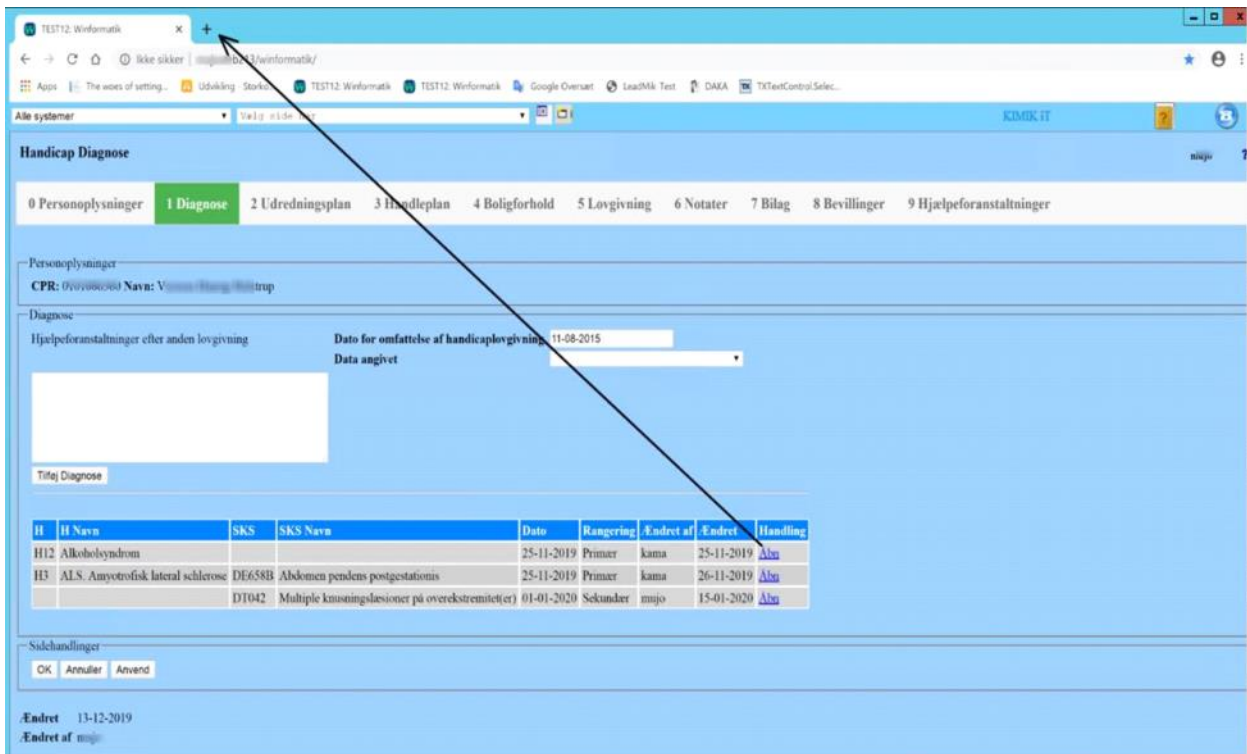 TEST12: Winformatik
Ikke sikker | b213/winformatik/
Apps The woes of setting... Udvikling Storko... TEST12: Winformatik TEST12: Winformatik Google Oversæt LeadMik Test DAKA TXTextControl.Selec...
Alle systemer Vælg side her KIMIK iT
Handicap Diagnose
0 Personoplysninger 1 Diagnose 2 Udredningsplan 3 Handleplan 4 Boligforhold 5 Lovgivning 6 Notater 7 Bilag 8 Bevillinger 9 Hjælpeforanstaltninger
Personoplysninger
CPR: Navn: V trup
Diagnose
Hjælpeforanstaltninger efter anden lovgivning Dato for omfattelse af handicaplovgivning 11-08-2015
Data angivet
Tilføj Diagnose
H H Navn SKS SKS Navn Dato Rangering Ændret af Ændret Handling
H12 Alkoholsyndrom 25-11-2019 Primær kama 25-11-2019 Åbn
H3 ALS. Amyotrofisk lateral schlerose DE658B Abdomen pendens postgestationis 25-11-2019 Primær kama 26-11-2019 Åbn
DT042 Multiple knusningslæsioner på overekstremitet(er) 01-01-2020 Sekundær mujo 15-01-2020 Åbn
Sidehandlinger
OK Annuller Anvend
Ændret 13-12-2019
Ændret af